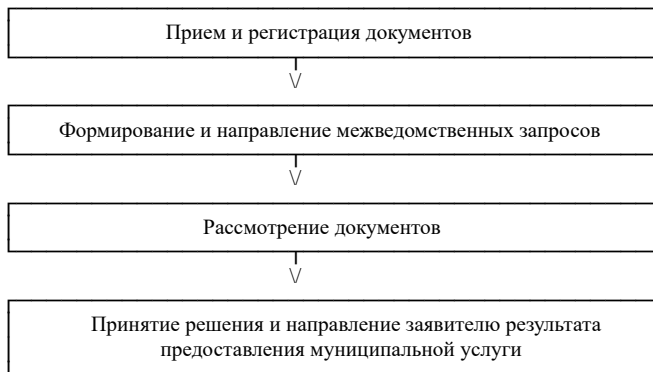 Прием и регистрация документов
Формирование и направление межведомственных запросов
Рассмотрение документов
Принятие решения и направление заявителю результата
предоставления муниципальной услуги